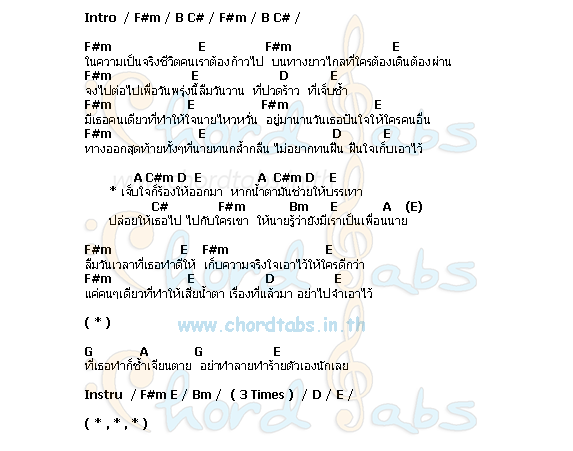 Intro / F#m / B C# / F#m / B C# /
F#m E F#m E
ในความเป็นจริงชีวิตคนเราต้องก้าวไป บนทางยาวไกลที่ใครต้องเดินต้องผ่าน
F#m E D E
จงไปต่อไปเพื่อวันพรุ่งนี้ลืมวันวาน ที่ปวดร้าว ที่เจ็บช้ำ
F#m E F#m E
มีเธอคนเดียวที่ทำให้ใจนายไหวหวั่น อยู่มานานวันเธอปันใจให้ใครคนอื่น
F#m E D E
ทางออกสุดท้ายทั้งๆที่นายทนกล้ำกลืน ไม่อยากทนฝืน ฝืนใจเก็บเอาไว้
A C#m D E A C#m D E
* เจ็บใจก็ร้องให้ออกมา หากน้ำตามันช่วยให้บรรเทา
C# F#m Bm E A (E)
ปล่อยให้เธอไป ไปกับใครเขา ให้นายรู้ว่ายังมีเราเป็นเพื่อนนาย
F#m E F#m E
ลืมวันเวลาที่เธอทำดีให้ เก็บความจริงใจเอาไว้ให้ใครดีกว่า
F#m E D E
แค่คนๆเดียวที่ทำให้เสียน้ำตา เรื่องที่แล้วมา อย่าไปจำเอาไว้
( * )
www.chordtabs.in.th
G A G E
ที่เธอทำก็ช้ำเจียนตาย อย่าทำลายทำร้ายตัวเองนักเลย
Instru / F#m E / Bm / ( 3 Times ) / D / E /
( * , * , * )